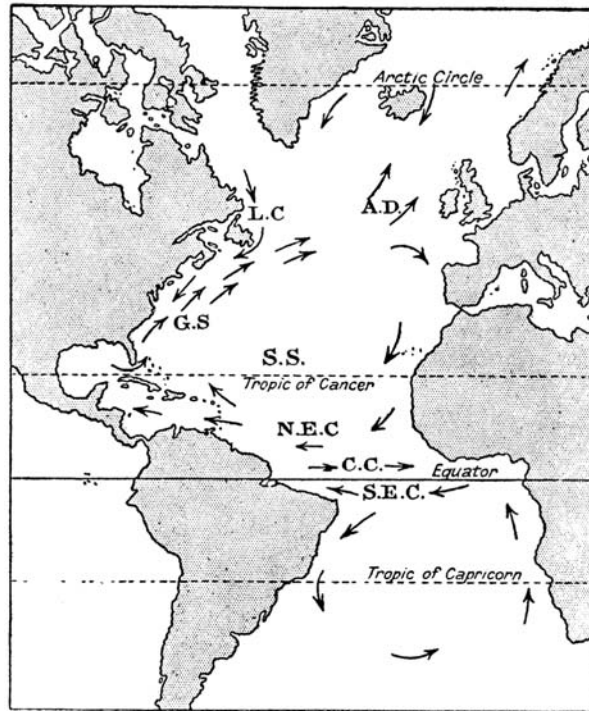 Arctic Circle
L.C
A.D.
G.S
S.S.
Tropic of Cancer
N.E.C
C.C.
Equator
S.E.C.
Tropic of Capricorn